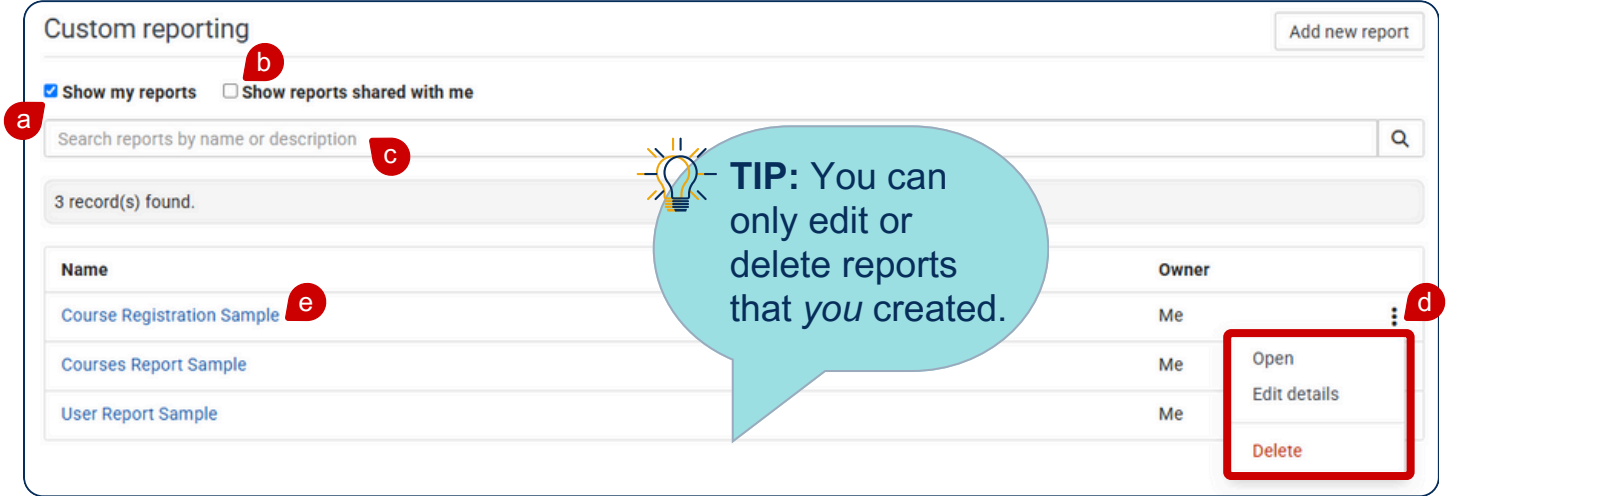 Custom reporting
Add new report
b
Show my reports
Show reports shared with me
a
Search reports by name or description
c
TIP: You can
only edit or
delete reports
that you created.
3 record(s) found.
Name
Owner
Course Registration Sample
e
Me
d
Courses Report Sample
Me
User Report Sample
Me
Open
Edit details
Delete